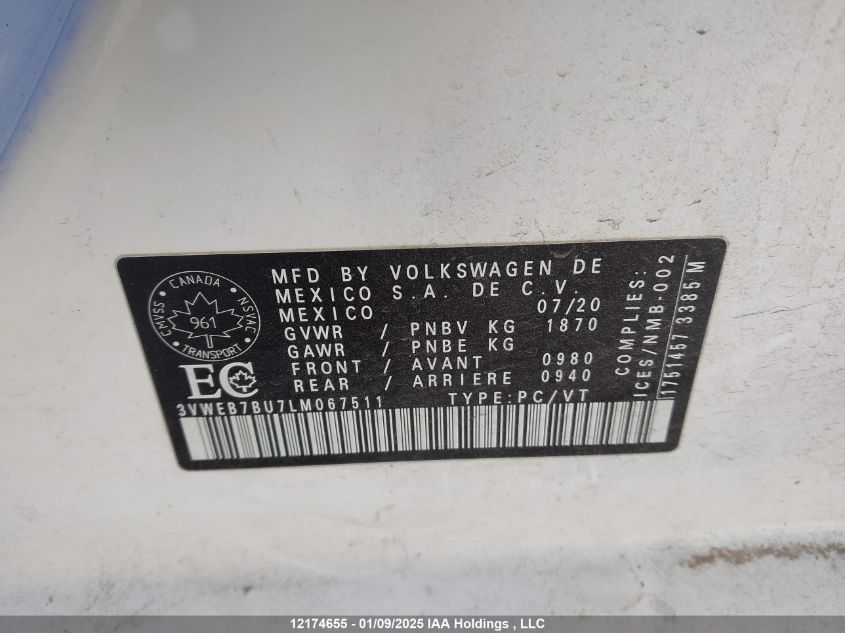 CANADA
CMVSS
NSVAC
961
TRANSPORT
EC
MFD BY VOLKSWAGEN DE
MEXICO S.A. DE C.V.
MEXICO 07/20
GVWR / PNBV KG 1870
GAWR / PNBE KG
FRONT / AVANT 0980
REAR / ARRIERE 0940
3VWEB7BU7LM067511 TYPE:PC/VT
COMPLIES:
ICES/NMB-002
1751457 3385 M
12174655 - 01/09/2025 IAA Holdings , LLC